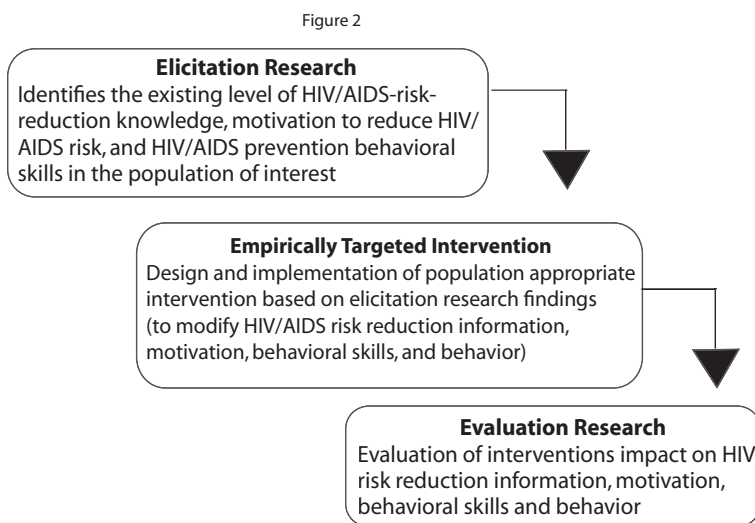 Figure 2
Elicitation Research
Identifies the existing level of HIV/AIDS-risk-
reduction knowledge, motivation to reduce HIV/
AIDS risk, and HIV/AIDS prevention behavioral
skills in the population of interest
Empirically Targeted Intervention
Design and implementation of population appropriate
intervention based on elicitation research findings
(to modify HIV/AIDS risk reduction information,
motivation, behavioral skills, and behavior)
Evaluation Research
Evaluation of interventions impact on HIV
risk reduction information, motivation,
behavioral skills and behavior